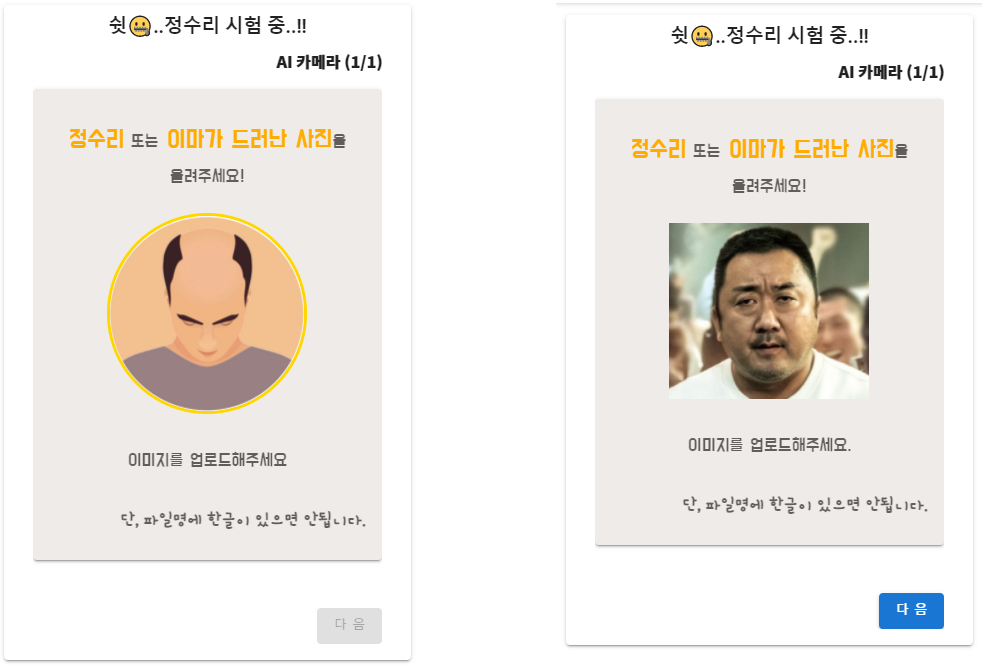 쉿🤐..정수리 시험 중..!!
AI 카메라 (1/1)
정수리 또는 이마가 드러난 사진을
올려주세요!
이미지를 업로드해주세요
단, 파일명에 한글이 있으면 안됩니다.
다 음
쉿🤐..정수리 시험 중..!!
AI 카메라 (1/1)
정수리 또는 이마가 드러난 사진을
올려주세요!
이미지를 업로드해주세요.
단, 파일명에 한글이 있으면 안됩니다.
다 음